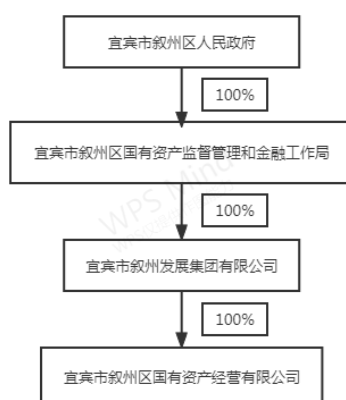 宜宾市叙州区人民政府
100%
宜宾市叙州区国有资产监督管理和金融工作局
WPS Mind
100%
宜宾市叙州发展集团有限公司
100%
宜宾市叙州区国有资产经营有限公司